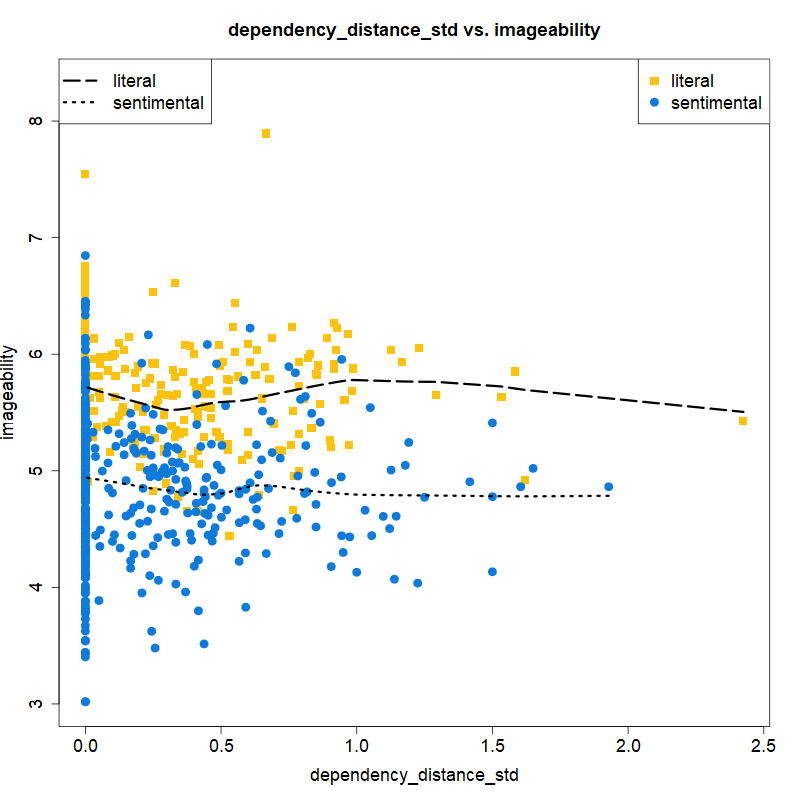 dependency_distance_std vs. imageability
literal
sentimental
literal
sentimental
imageability
8
7
6
5
4
3
0.0 0.5 1.0 1.5 2.0 2.5
dependency_distance_std